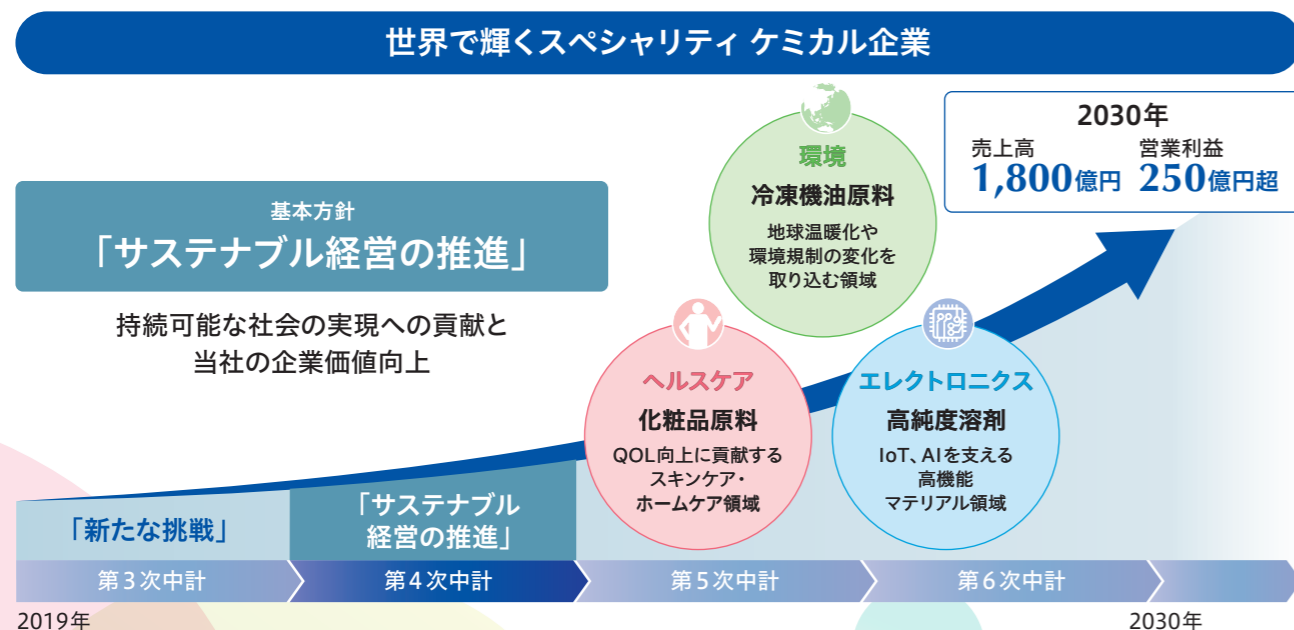 世界で輝くスペシャリティ ケミカル企業
2030年
売上高
営業利益
1,800億円
250億円超
基本方針
「サステナブル経営の推進」
持続可能な社会の実現への貢献と
当社の企業価値向上
環境
冷凍機油原料
地球温暖化や
環境規制の変化を
取り込む領域
ヘルスケア
化粧品原料
QOL向上に貢献する
スキンケア・
ホームケア領域
エレクトロニクス
高純度溶剤
IoT、AIを支える
高機能
マテリアル領域
「新たな挑戦」
「サステナブル
経営の推進」
第3次中計
第4次中計
第5次中計
第6次中計
2019年
2030年